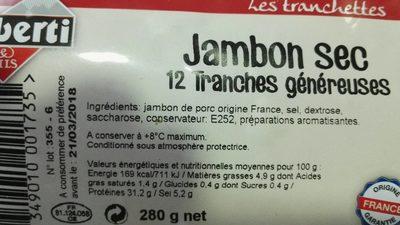 Les tranchettes
berti
Jambon sec
12 Tranches généreuses
Ingrédients: jambon de porc origine France, sel, dextrose,
saccharose, conservateur: E252, préparations aromatisantes.
A conserver à +8°C maximum.
Conditionné sous atmosphère protectrice.
Valeurs énergétiques et nutritionnelles moyennes pour 100 g :
Energie 169 kcal/711 kJ / Matières grasses 4,9 g dont Acides
gras saturés 1.4 g / Glucides 0,4 g dont Sucres 0.4 g /
Protéines 31.2 g / Sel 5,2 g
280 g net
N° lot : 355 - 6
A consommer de préférence
avant le : 21/03/2018
349010 001735 >
FR
CE
ORIGINE
FRANCE
GARANTIE